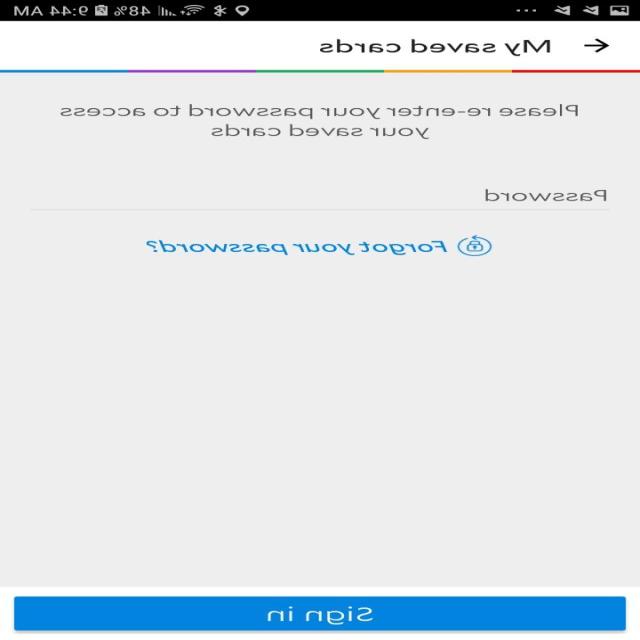 48% 9:44 AM
My saved cards
Please re-enter your password to access
your saved cards
Password
Forgot your password?
Sign in